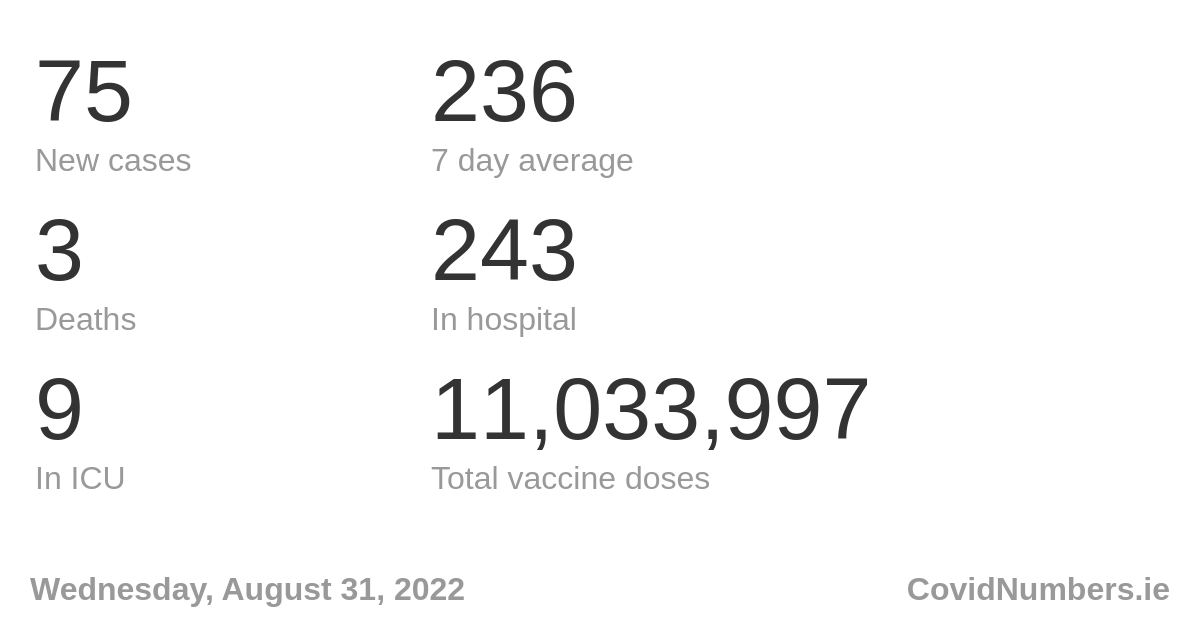 75 236
New cases 7 day average
3 243
Deaths In hospital
9 11,033,997
In ICU Total vaccine doses
Wednesday, August 31, 2022 CovidNumbers.ie